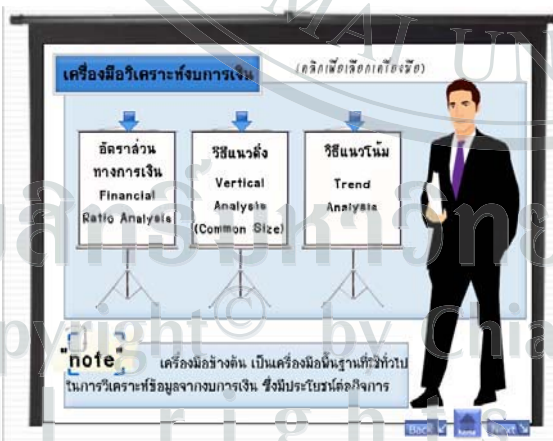 เครื่องมือวิเคราะห์งบการเงิน
(คลิกเพื่อเลือกเครื่องมือ)
อัตราส่วน
ทางการเงิน
Financial
Ratio Analysis
วิธีแนวดิ่ง
Vertical
Analysis
(Common Size)
วิธีแนวโน้ม
Trend
Analysis
"note"
เครื่องมือข้างต้น เป็นเครื่องมือพื้นฐานที่ใช้ทั่วไป
ในการวิเคราะห์ข้อมูลจากงบการเงิน ซึ่งมีประโยชน์ต่อกิจการ
Back
home
Next
MAI UN
opyright © by Chia
rights